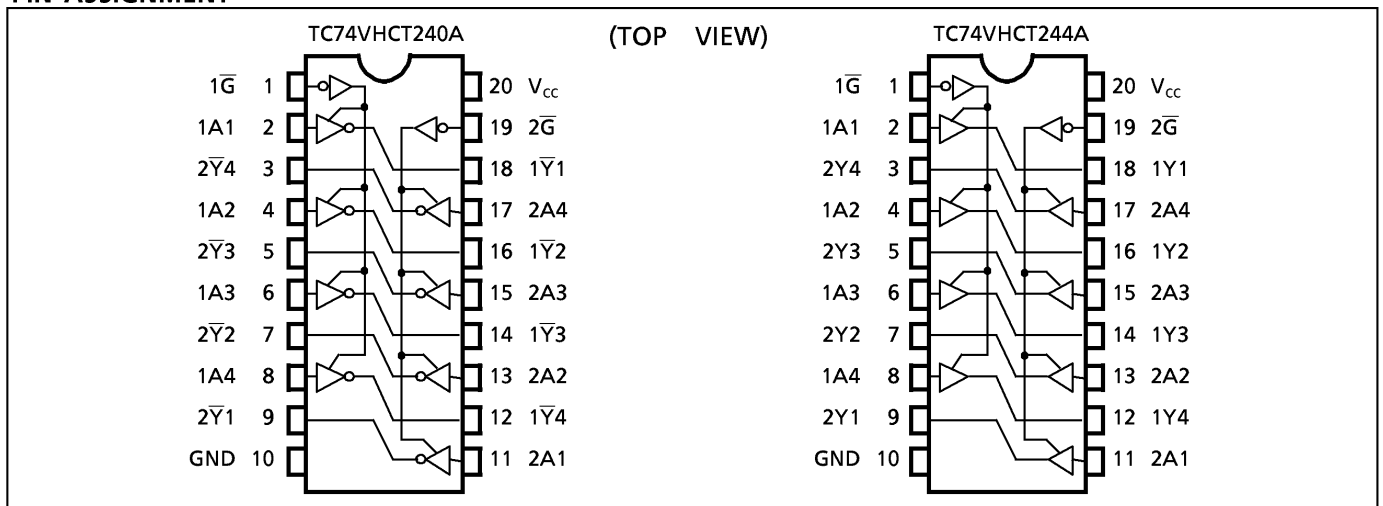 PIN ASSIGNMENT
TC74VHCT240A (TOP VIEW) TC74VHCT244A
1G̅ 1 20 Vcc 1G̅ 1 20 Vcc
1A1 2 19 2G̅ 1A1 2 19 2G̅
2Y̅4 3 18 1Y̅1 2Y4 3 18 1Y1
1A2 4 17 2A4 1A2 4 17 2A4
2Y̅3 5 16 1Y̅2 2Y3 5 16 1Y2
1A3 6 15 2A3 1A3 6 15 2A3
2Y̅2 7 14 1Y̅3 2Y2 7 14 1Y3
1A4 8 13 2A2 1A4 8 13 2A2
2Y̅1 9 12 1Y̅4 2Y1 9 12 1Y4
GND 10 11 2A1 GND 10 11 2A1